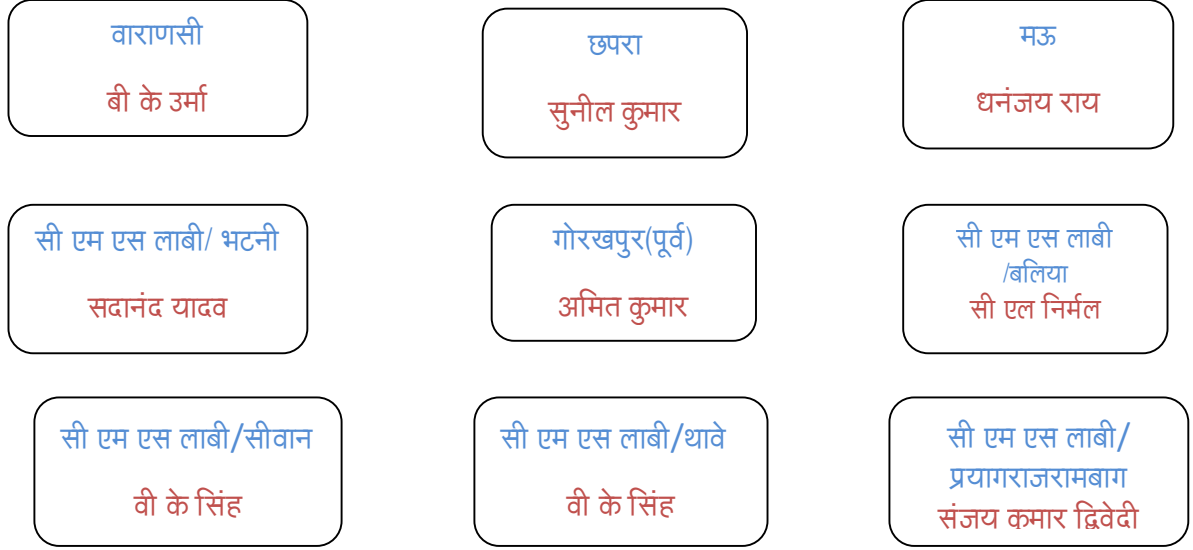 वाराणसी
बी के उर्मा
छपरा
सुनील कुमार
मऊ
धनंजय राय
सी एम एस लाबी/ भटनी
सदानंद यादव
गोरखपुर(पूर्व)
अमित कुमार
सी एम एस लाबी
/बलिया
सी एल निर्मल
सी एम एस लाबी/सीवान
वी के सिंह
सी एम एस लाबी/थावे
वी के सिंह
सी एम एस लाबी/
प्रयागराजरामबाग
संजय कुमार द्विवेदी